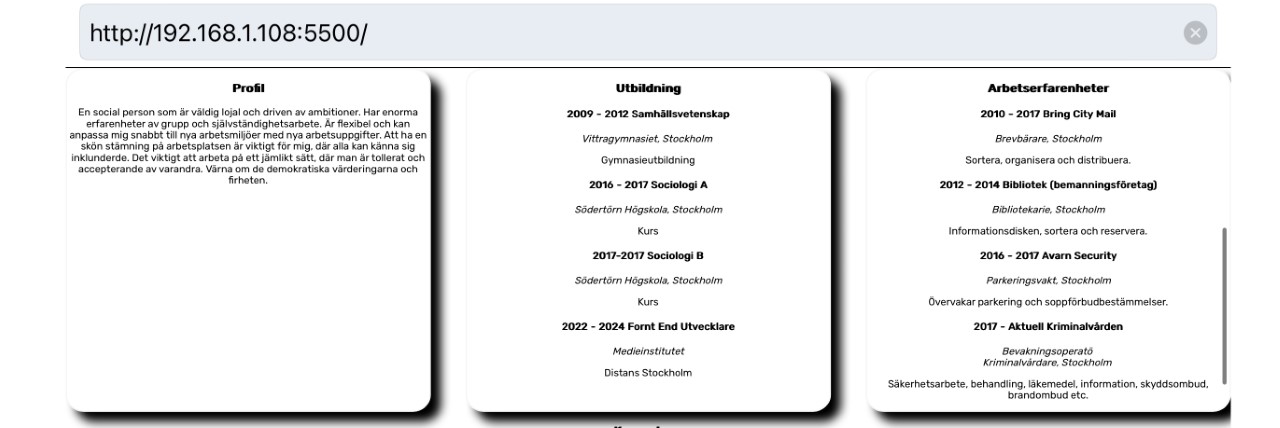 http://192.168.1.108:5500/
Profil
En social person som är väldig lojal och driven av ambitioner. Har enorma
erfarenheter av grupp och självständighetsarbete. Är flexibel och kan
anpassa mig snabbt till nya arbetsmiljöer med nya arbetsuppgifter. Att ha en
skön stämning på arbetsplatsen är viktigt för mig, där alla kan känna sig
inklunderde. Det viktigt att arbeta på ett jämlikt sätt, där man är tollerat och
accepterande av varandra. Värna om de demokratiska värderingarna och
firheten.
Utbildning
2009 - 2012 Samhällsvetenskap
Vittragymnasiet, Stockholm
Gymnasieutbildning
2016 - 2017 Sociologi A
Södertörn Högskola, Stockholm
Kurs
2017-2017 Sociologi B
Södertörn Högskola, Stockholm
Kurs
2022 - 2024 Fornt End Utvecklare
Medieinstitutet
Distans Stockholm
Arbetserfarenheter
2010 - 2017 Bring City Mail
Brevbärare, Stockholm
Sortera, organisera och distribuera.
2012 - 2014 Bibliotek (bemanningsföretag)
Bibliotekarie, Stockholm
Informationsdisken, sortera och reservera.
2016 - 2017 Avarn Security
Parkeringsvakt, Stockholm
Övervakar parkering och soppförbudbestämmelser.
2017 - Aktuell Kriminalvården
Bevakningsoperatö
Kriminalvårdare, Stockholm
Säkerhetsarbete, behandling, läkemedel, information, skyddsombud,
brandombud etc.